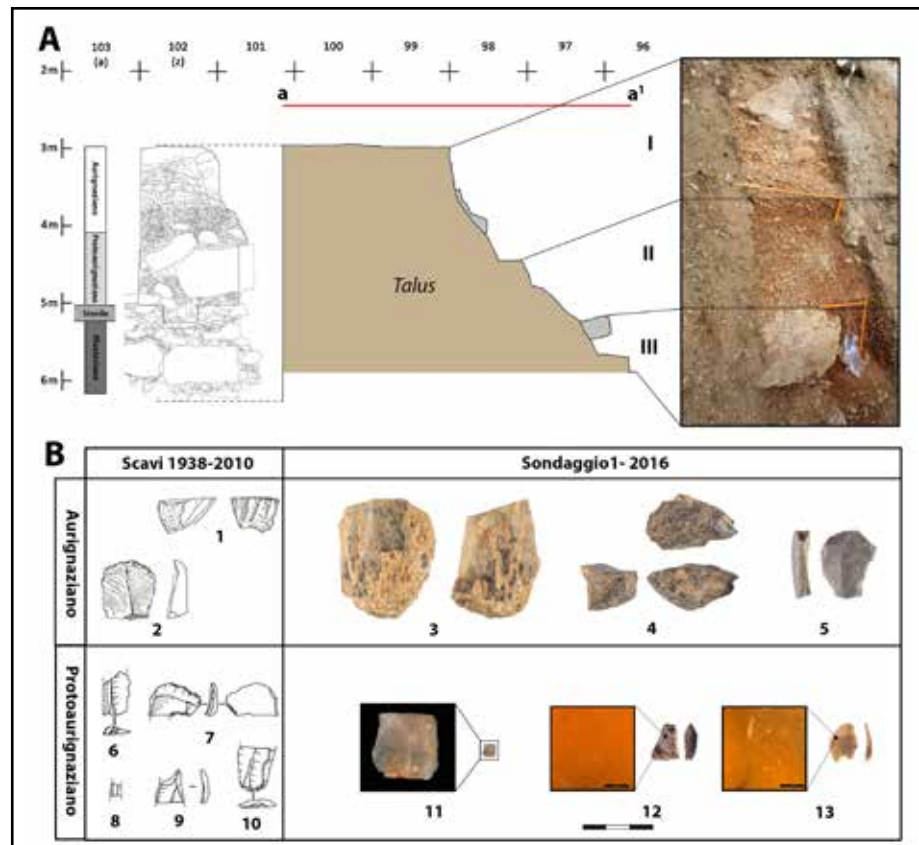 A
103 102 101 100 99 98 97 96
(a) (z)
2m
a a¹
I
3m
Aurignaziano
4m
II
Protoaurignaziano
Talus
5m
Sterile
III
Musteriano
6m
B
Scavi 1938-2010 Sondaggio1- 2016
Aurignaziano
1
2 3 4 5
Protoaurignaziano
6 7
8 9 10 11 12 13